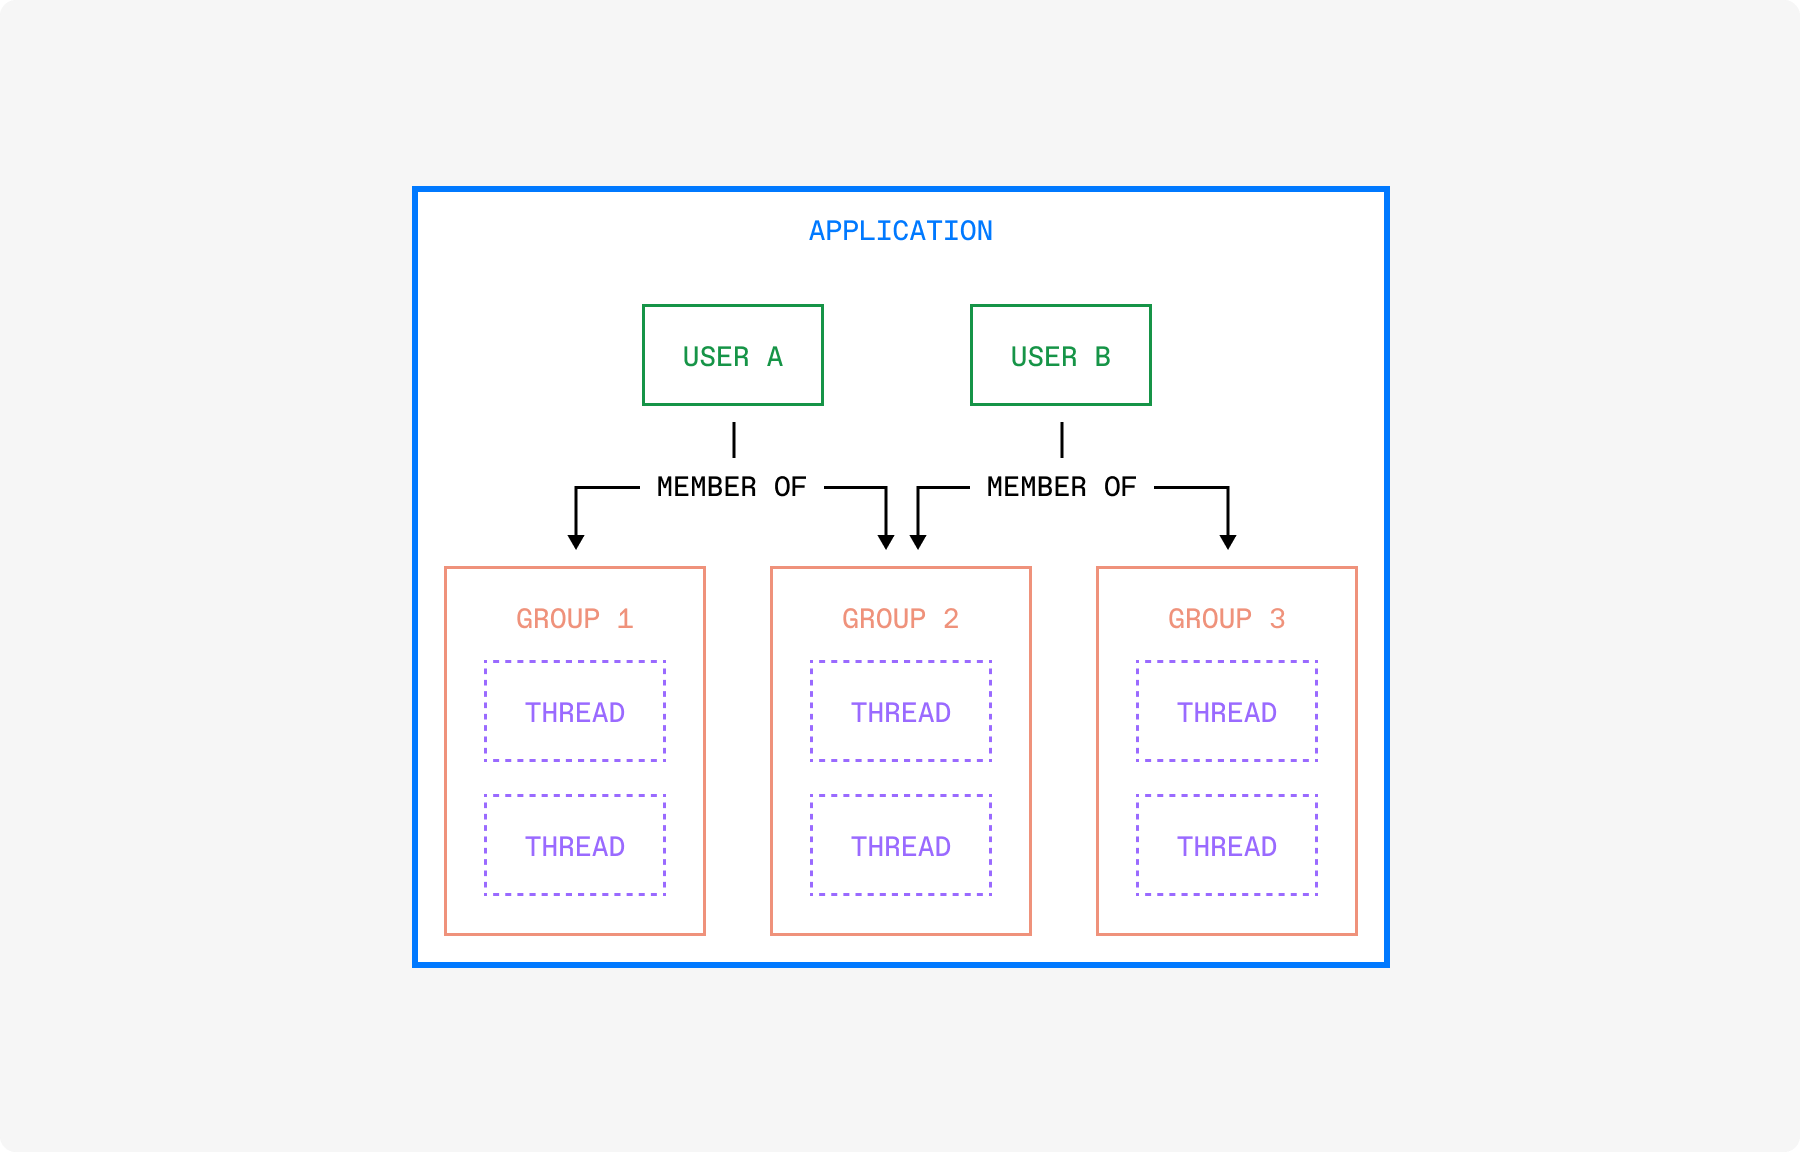 APPLICATION
USER A
USER B
MEMBER OF
MEMBER OF
GROUP 1
GROUP 2
GROUP 3
THREAD
THREAD
THREAD
THREAD
THREAD
THREAD